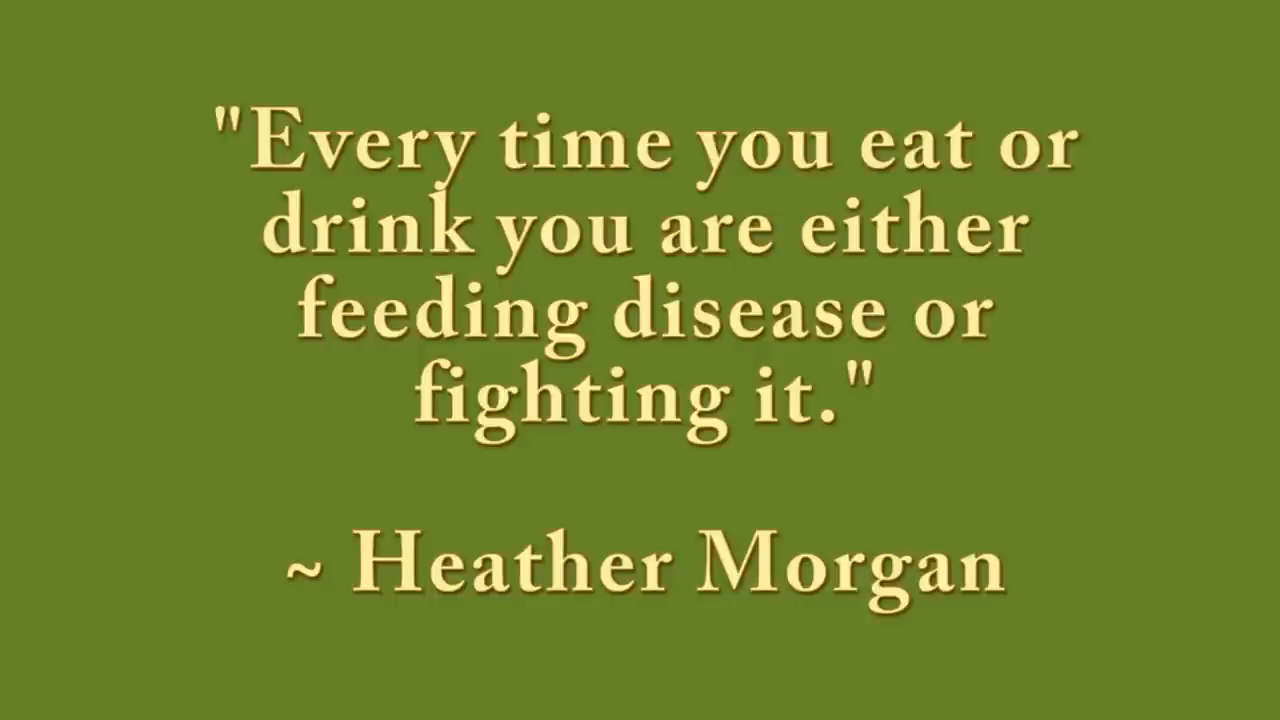 "Every time you eat or
drink you are either
feeding disease or
fighting it."
~ Heather Morgan